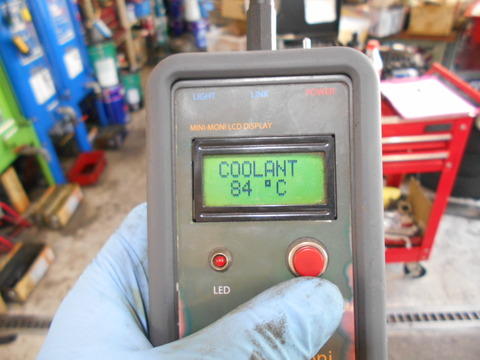 LIGHT LINK POWER
MINI-MONI LCD DISPLAY
COOLANT
84 °C
LED